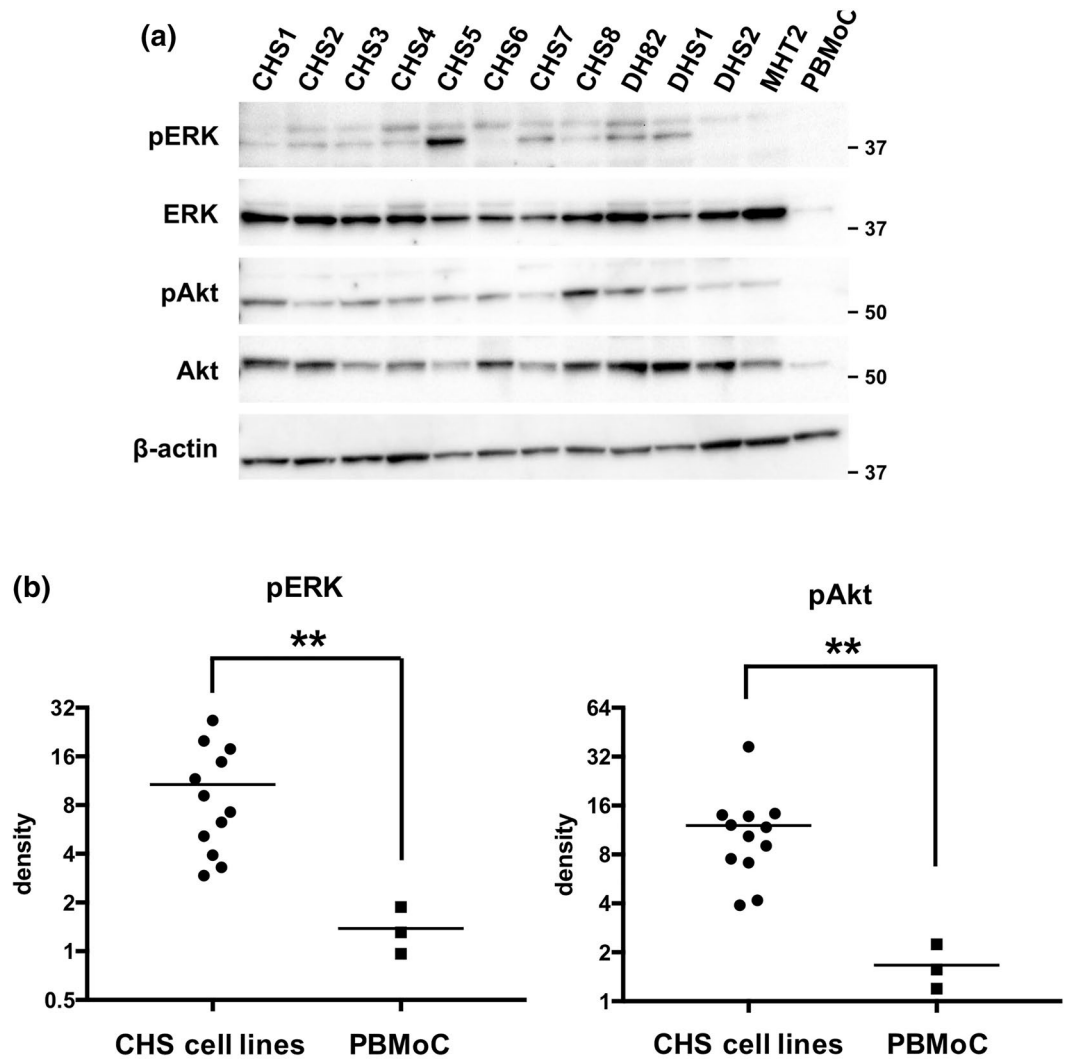 (a)
CHS1 CHS2 CHS3 CHS4 CHS5 CHS6 CHS7 CHS8 DH82 DHS1 DHS2 MHT2 PBMoC
pERK
37
ERK
37
pAkt
50
Akt
50
β-actin
37
(b)
pERK
**
32
16
8
4
2
1
0.5
density
CHS cell lines PBMoC
pAkt
**
64
32
16
8
4
2
1
density
CHS cell lines PBMoC